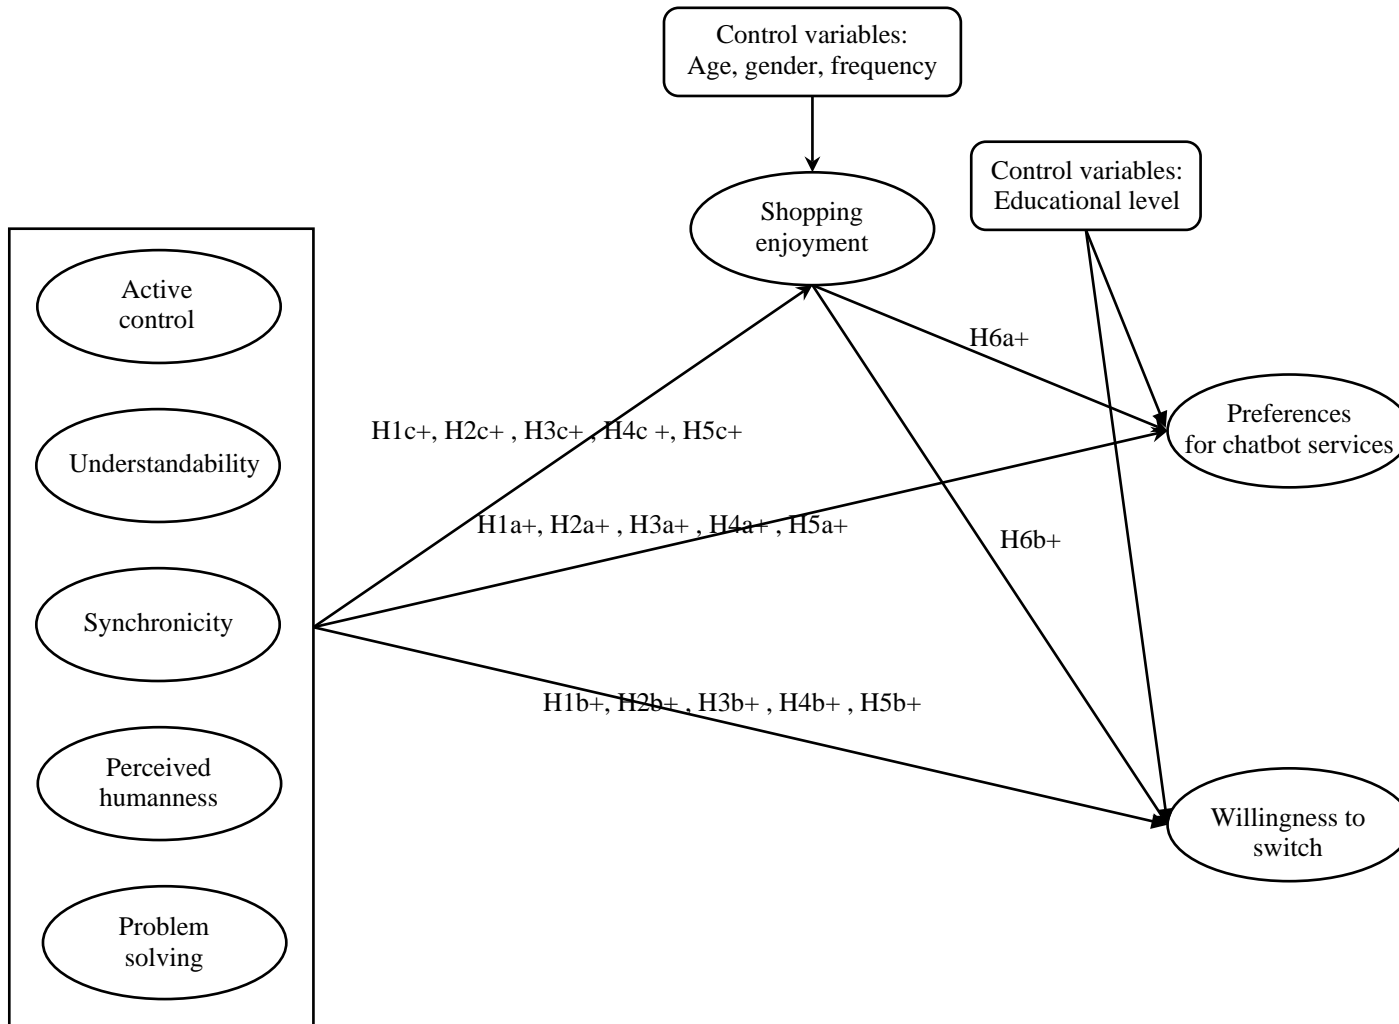 Control variables:
Age, gender, frequency
Control variables:
Educational level
Shopping
enjoyment
Active
control
H6a+
Preferences
for chatbot services
H1c+, H2c+ , H3c+ , H4c +, H5c+
Understandability
H1a+, H2a+ , H3a+ , H4a+ , H5a+
H6b+
Synchronicity
H1b+, H2b+ , H3b+ , H4b+ , H5b+
Perceived
humanness
Willingness to
switch
Problem
solving